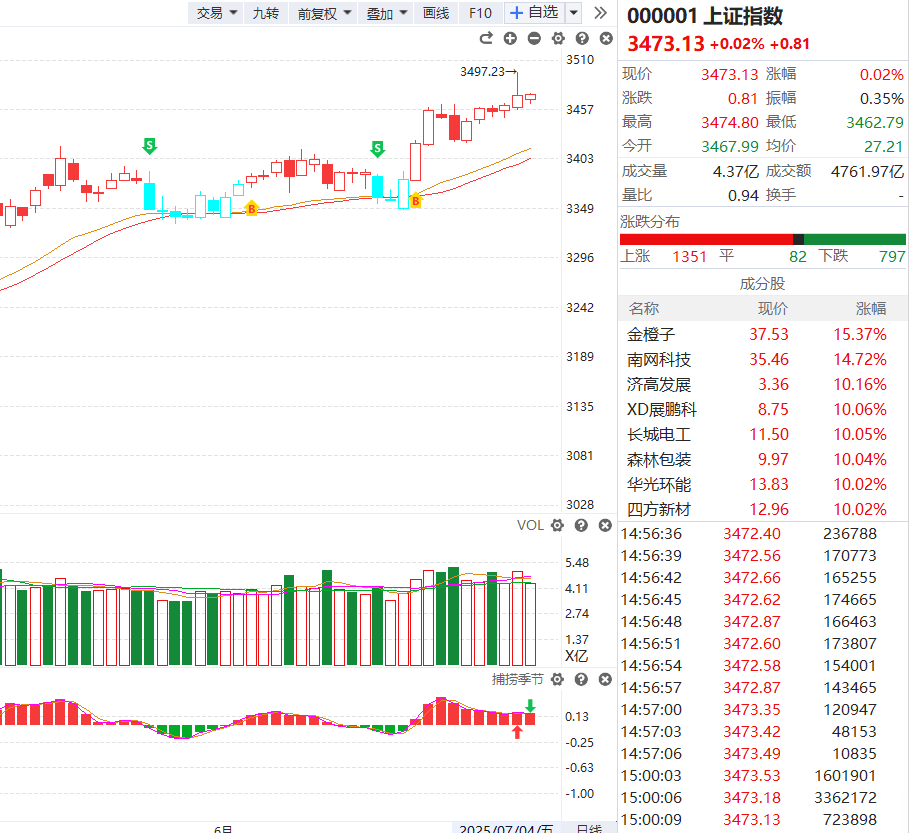 交易 九转 前复权 叠加 画线 F10 自选
000001 上证指数
3473.13 +0.02% +0.81
3497.23
3510
3457
3403
3349
3296
3242
3189
3135
3081
3028
S
S
B
B
现价 3473.13 涨幅 0.02%
涨跌 0.81 振幅 0.35%
最高 3474.80 最低 3462.79
今开 3467.99 均价 27.21
成交量 4.37亿 成交额 4761.97亿
量比 0.94 换手 -
涨跌分布
上涨 1351 平 82 下跌 797
成分股
名称 现价 涨幅
金橙子 37.53 15.37%
南网科技 35.46 14.72%
济高发展 3.36 10.16%
XD展鹏科 8.75 10.06%
长城电工 11.50 10.05%
森林包装 9.97 10.04%
华光环能 13.83 10.02%
四方新材 12.96 10.02%
VOL
5.48
4.11
2.74
1.37
X亿
捕捞季节
0.13
-0.25
-0.63
-1.00
6月 2025/07/04/五 日线
14:56:36 3472.40 236788
14:56:39 3472.56 170773
14:56:42 3472.66 165255
14:56:45 3472.62 174665
14:56:48 3472.87 166463
14:56:51 3472.60 173807
14:56:54 3472.58 154001
14:56:57 3472.87 143465
14:57:00 3473.35 120947
14:57:03 3473.42 48153
14:57:06 3473.49 10835
15:00:03 3473.53 1601901
15:00:06 3473.18 3362172
15:00:09 3473.13 723898